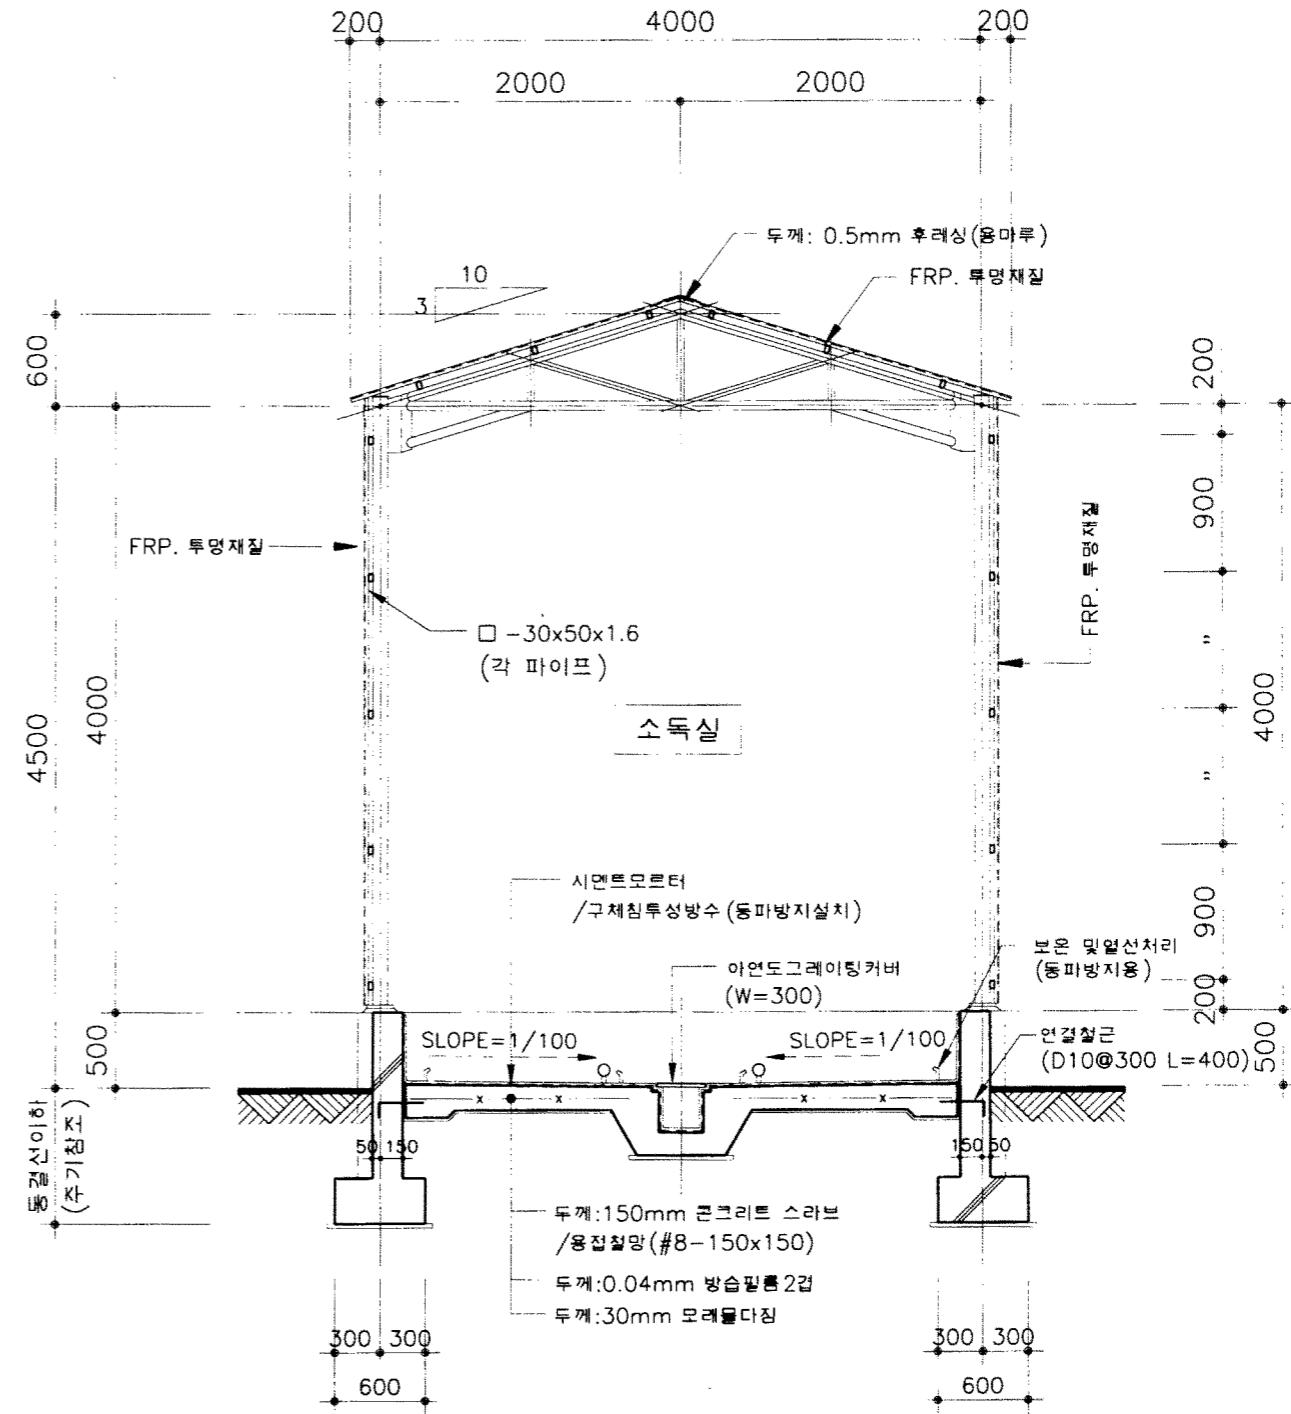 200
4000
200
2000
2000
두께: 0.5mm 후레싱(용마루)
FRP. 투명재질
10
3
600
200
900
FRP. 투명재질
FRP. 투명재질
□ -30x50x1.6
(각 파이프)
소독실
4500
4000
4000
"
"
시멘트모르터
/구체침투성방수(동파방지설치)
900
보온 및열선처리
(동파방지용)
아연도그레이팅커버
(W=300)
200
500
SLOPE=1/100
SLOPE=1/100
연결철근
(D10@300 L=400)
500
x
x
x
x
동결선이하
(주기참조)
50
150
150
50
두께:150mm 콘크리트 스라브
/용접철망(#8-150x150)
두께:0.04mm 방습필름2겹
두께:30mm 모래물다짐
300
300
300
300
600
600